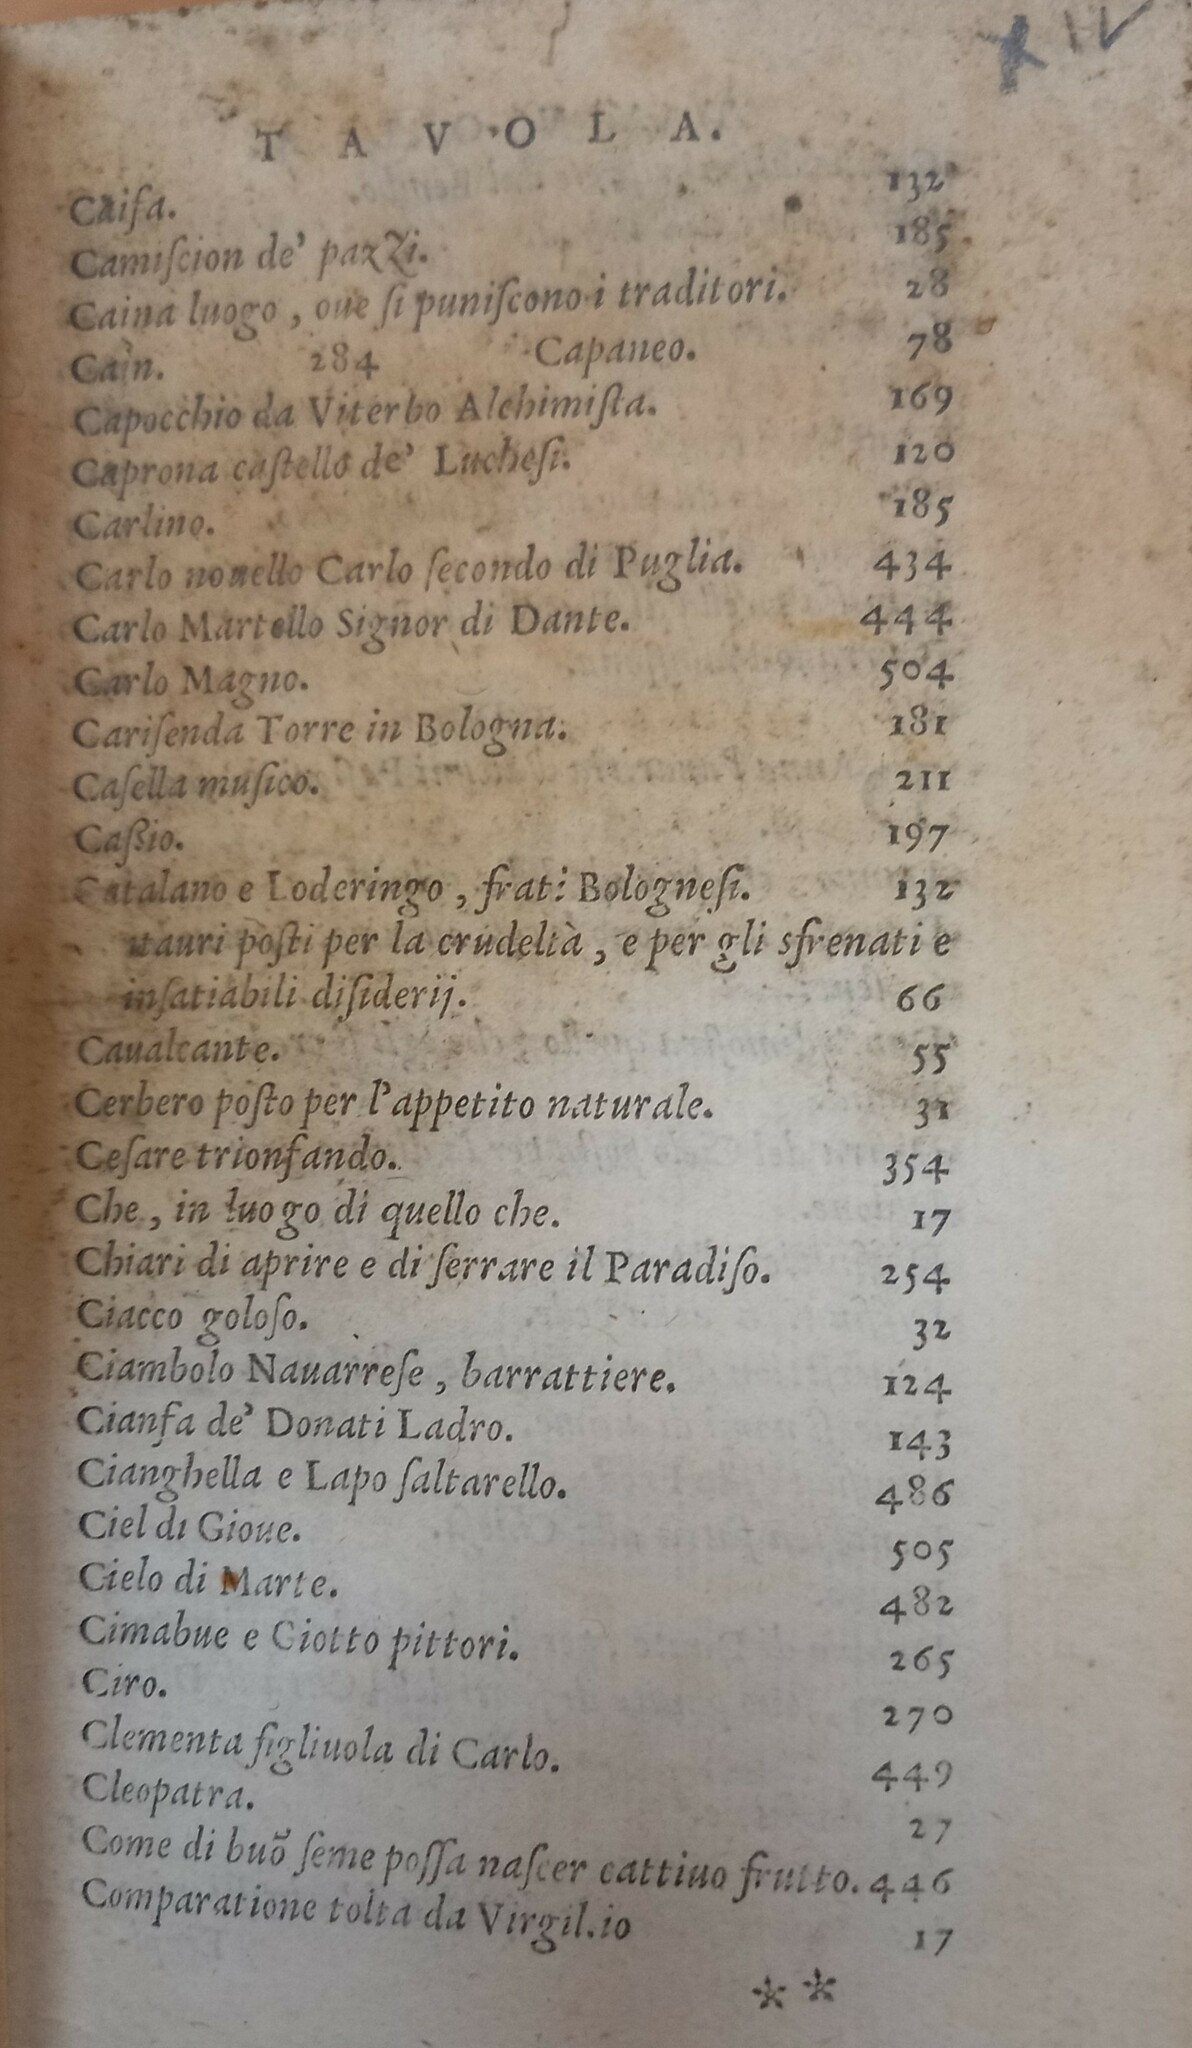 XIV
TAVOLA.
Caifa. 132
Camiſcion de' pazzi. 185
Caina luogo, oue ſi puniſcono i traditori. 28
Cain. 284 Capaneo. 78
Capocchio da Viterbo Alchimiſta. 169
Caprona caſtello de' Lucheſi. 120
Carlino. 185
Carlo nouello Carlo ſecondo di Puglia. 434
Carlo Martello Signor di Dante. 444
Carlo Magno. 504
Cariſenda Torre in Bologna. 181
Caſella muſico. 211
Caßio. 197
Catalano e Loderingo, frati Bologneſi. 132
tauri poſti per la crudeltà, e per gli sfrenati e
inſatiabili diſiderij. 66
Caualcante. 55
Cerbero poſto per l'appetito naturale. 31
Ceſare trionfando. 354
Che, in luogo di quello che. 17
Chiari di aprire e di ſerrare il Paradiſo. 254
Ciacco goloſo. 32
Ciambolo Nauarreſe, barrattiere. 124
Cianfa de' Donati Ladro. 143
Cianghella e Lapo ſaltarello. 486
Ciel di Gioue. 505
Cielo di Marte. 482
Cimabue e Giotto pittori. 265
Ciro. 270
Clementa figliuola di Carlo. 449
Cleopatra. 27
Come di buõ ſeme poſſa naſcer cattiuo frutto. 446
Comparatione tolta da Virgil.io 17
**